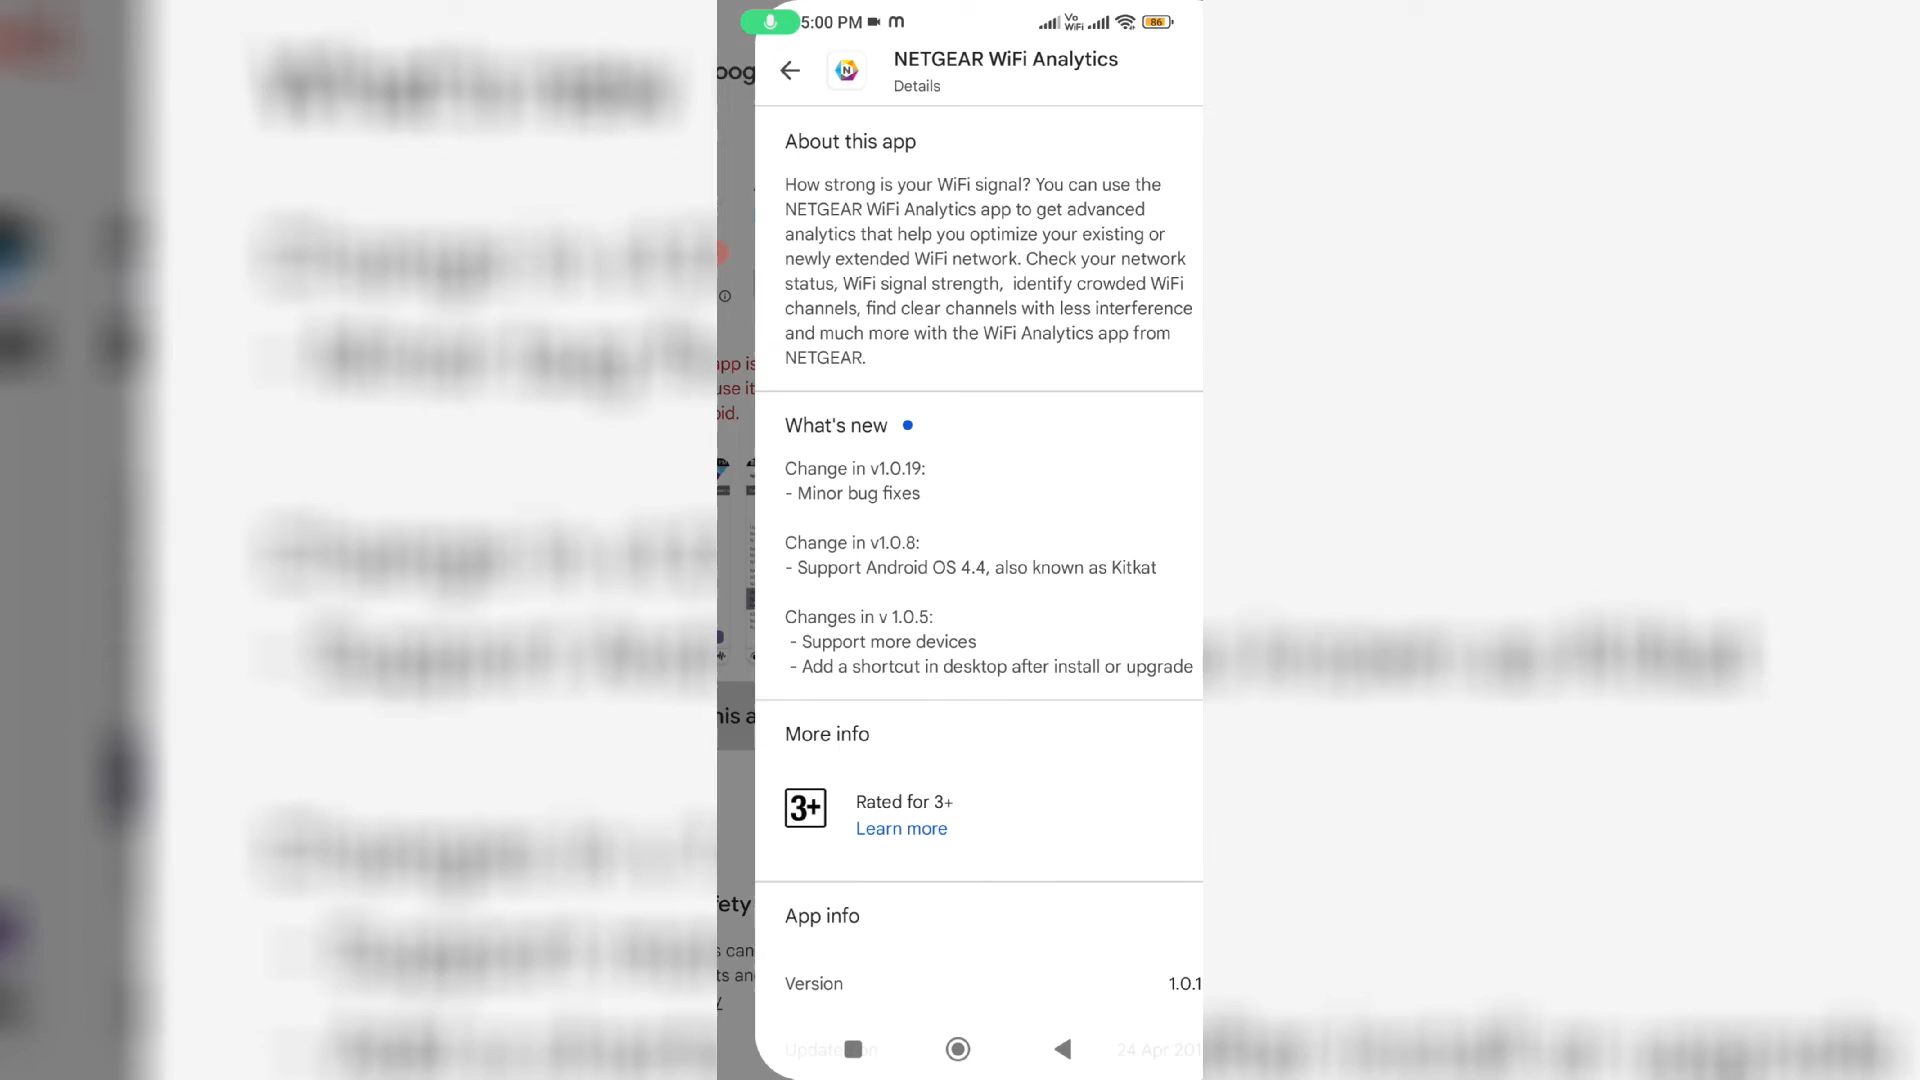 5:00 PM
Vo
WiFi
86
NETGEAR WiFi Analytics
Details
N
About this app
How strong is your WiFi signal? You can use the
NETGEAR WiFi Analytics app to get advanced
analytics that help you optimize your existing or
newly extended WiFi network. Check your network
status, WiFi signal strength, identify crowded WiFi
channels, find clear channels with less interference
and much more with the WiFi Analytics app from
NETGEAR.
What's new
Change in v1.0.19:
- Minor bug fixes
Change in v1.0.8:
- Support Android OS 4.4, also known as Kitkat
Changes in v 1.0.5:
- Support more devices
- Add a shortcut in desktop after install or upgrade
More info
3+
Rated for 3+
Learn more
App info
Version
1.0.1
24 Apr 201